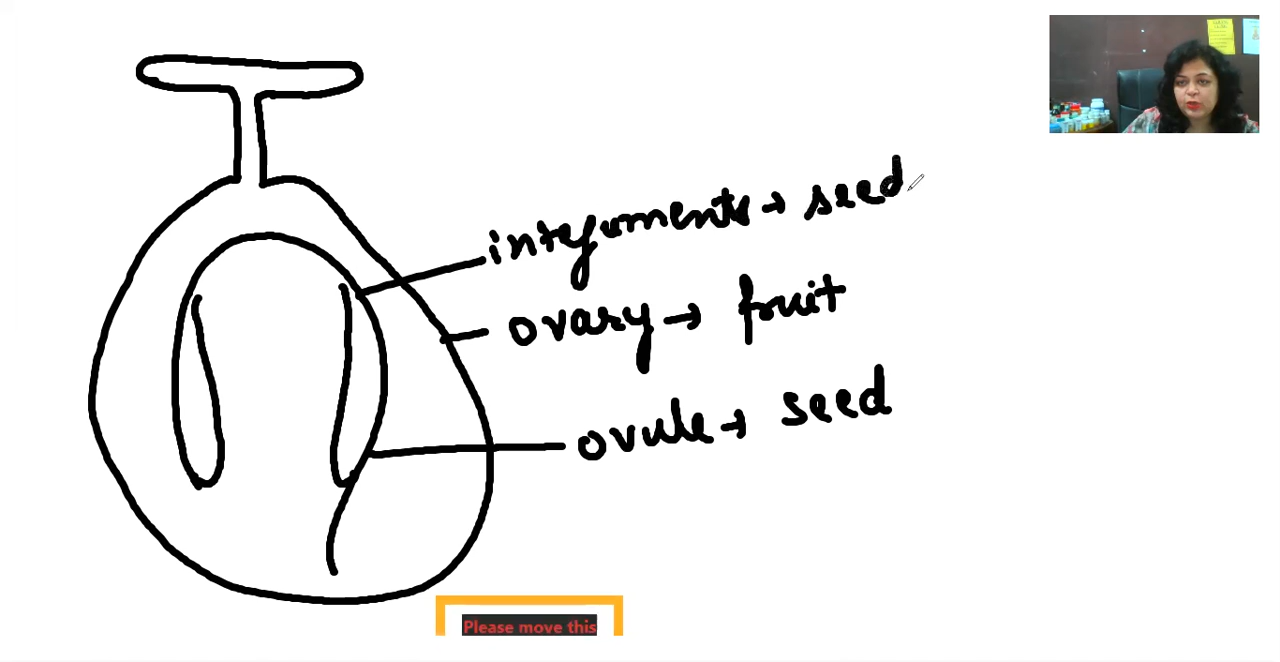 integuments → seed
ovary → fruit
ovule → seed
Please move this